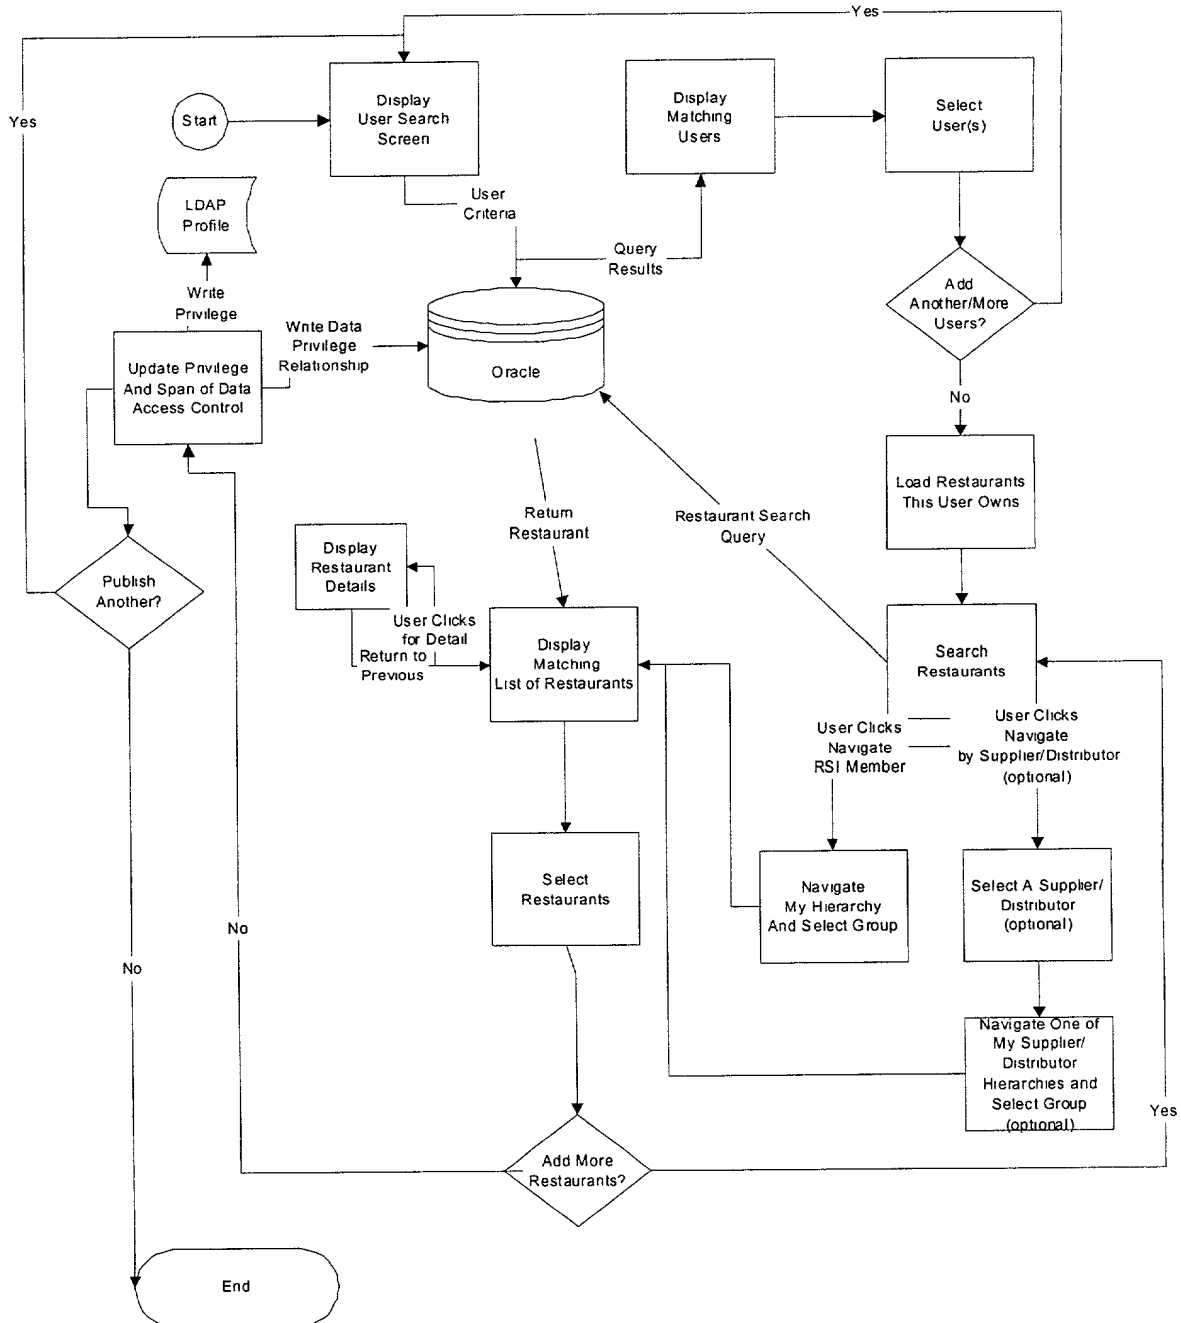 Yes
Yes
Start
Display
User Search
Screen
Display
Matching
Users
Select
User(s)
LDAP
Profile
User
Criteria
Query
Results
Add
Another/More
Users?
Write
Privilege
Write Data
Privilege
Relationship
Update Privilege
And Span of Data
Access Control
Oracle
No
Load Restaurants
This User Owns
Return
Restaurant
Restaurant Search
Query
Display
Restaurant
Details
Publish
Another?
User Clicks
for Detail
Return to
Previous
Display
Matching
List of Restaurants
Search
Restaurants
User Clicks
Navigate
RSI Member
User Clicks
Navigate
by Supplier/Distributor
(optional)
Select
Restaurants
Navigate
My Hierarchy
And Select Group
Select A Supplier/
Distributor
(optional)
No
No
Navigate One of
My Supplier/
Distributor
Hierarchies and
Select Group
(optional)
Yes
Add More
Restaurants?
End